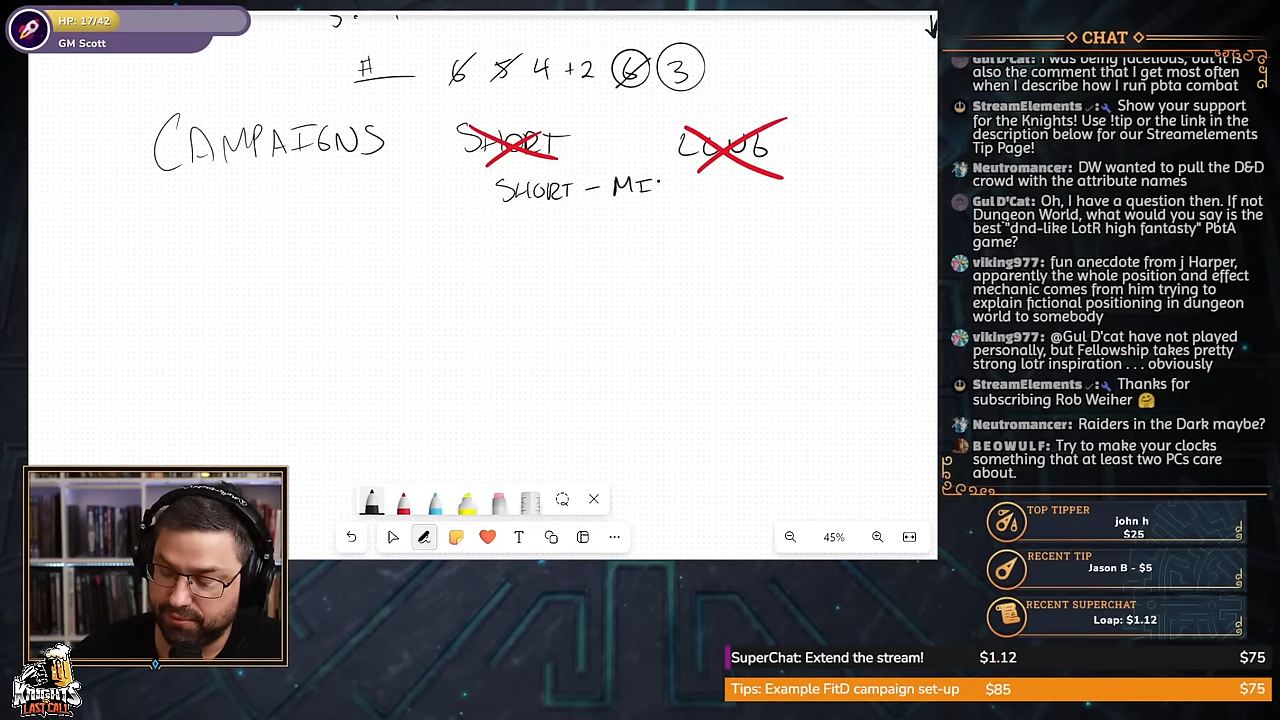 HP: 17/42
GM Scott
# 6 5 4 +2 6 3
CAMPAIGNS SHORT LONG
SHORT - MI
45%
CHAT
Gul D'Cat: I was being facetious, but it is
also the comment that I get most often
when I describe how I run pbta
combat
StreamElements: Show your support
for the Knights! Use !tip or the link in the
description below for our Streamelements
Tip Page!
Neutromancer: DW wanted to pull the D&D
crowd with the attribute names
Gul D'Cat: Oh, I have a question then. If not
Dungeon World, what would you say is the
best "dnd-like LotR high fantasty" PbtA
game?
viking977: fun anecdote from j Harper,
apparently the whole position and effect
mechanic comes from him trying to
explain fictional positioning in dungeon
world to somebody
viking977: @Gul D'cat have not played
personally, but Fellowship takes pretty
strong lotr inspiration . . . obviously
StreamElements: Thanks for
subscribing Rob Weiher
Neutromancer: Raiders in the Dark maybe?
BEOWULF: Try to make your clocks
something that at least two PCs care
about.
TOP TIPPER
john h
$25
RECENT TIP
Jason B - $5
RECENT SUPERCHAT
Loap: $1.12
SuperChat: Extend the stream! $1.12 $75
Tips: Example FitD campaign set-up $85 $75
KNIGHTS
LAST CALL